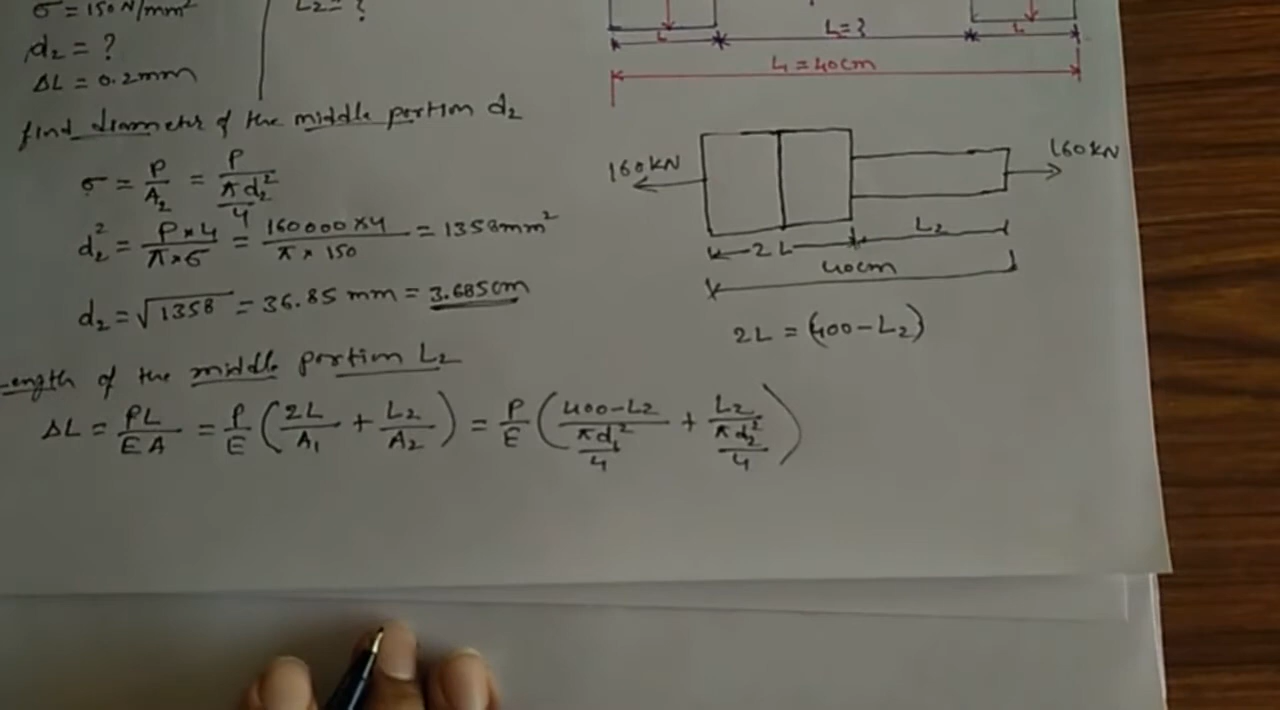 σ = 150 N/mm²
L2 = ?
d₂ = ?
ΔL = 0.2mm
find diameter of the middle portion d₂
σ = P/A₂ = P/(πd₂²/4)
d₂² = P×4/π×σ = 160000×4/π×150 = 1358mm²
d₂ = √1358 = 36.85 mm = 3.685cm
Length of the middle portion L₂
ΔL = PL/EA = P/E (2L/A₁ + L₂/A₂) = P/E ((400-L2)/(πd₁²/4) + L₂/(πd₂²/4))
L L=? L
L = 40cm
160kN 160kN
2L L₂
40cm
2L = (400-L₂)